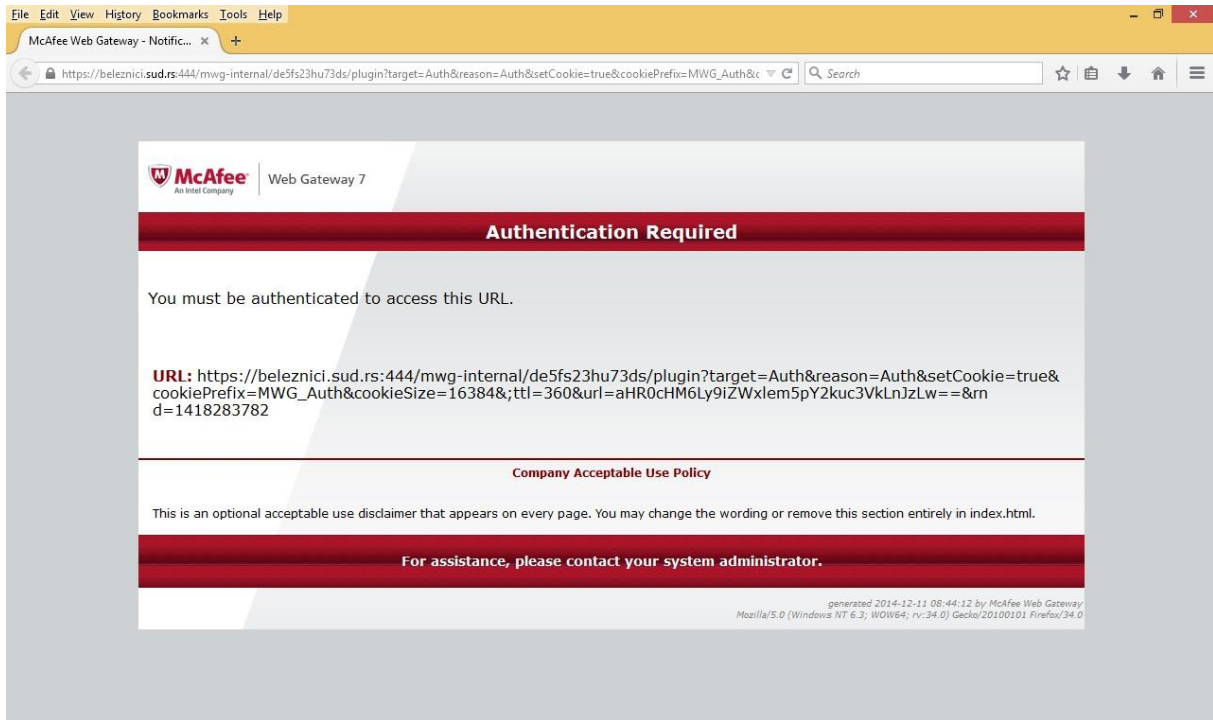 File Edit View History Bookmarks Tools Help
McAfee Web Gateway - Notific... × +
https://beleznici.sud.rs:444/mwg-internal/de5fs23hu73ds/plugin?target=Auth&reason=Auth&setCookie=true&cookiePrefix=MWG_Auth&c
Search
McAfee
An Intel Company
Web Gateway 7
Authentication Required
You must be authenticated to access this URL.
URL: https://beleznici.sud.rs:444/mwg-internal/de5fs23hu73ds/plugin?target=Auth&reason=Auth&setCookie=true&
cookiePrefix=MWG_Auth&cookieSize=16384&;ttl=360&url=aHR0cHM6Ly9iZWxlem5pY2kuc3VkLnJzLw==&rn
d=1418283782
Company Acceptable Use Policy
This is an optional acceptable use disclaimer that appears on every page. You may change the wording or remove this section entirely in index.html.
For assistance, please contact your system administrator.
generated 2014-12-11 08:44:12 by McAfee Web Gateway
Mozilla/5.0 (Windows NT 6.3; WOW64; rv:34.0) Gecko/20100101 Firefox/34.0